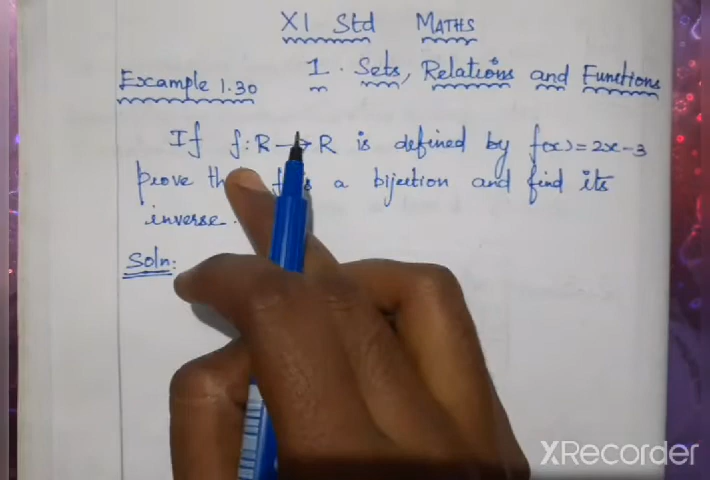 XI Std Maths
1. Sets, Relations and Functions
Example 1.30
If f: R → R is defined by f(x) = 2x - 3
prove f is a bijection and find its
inverse.
Soln:
XRecorder